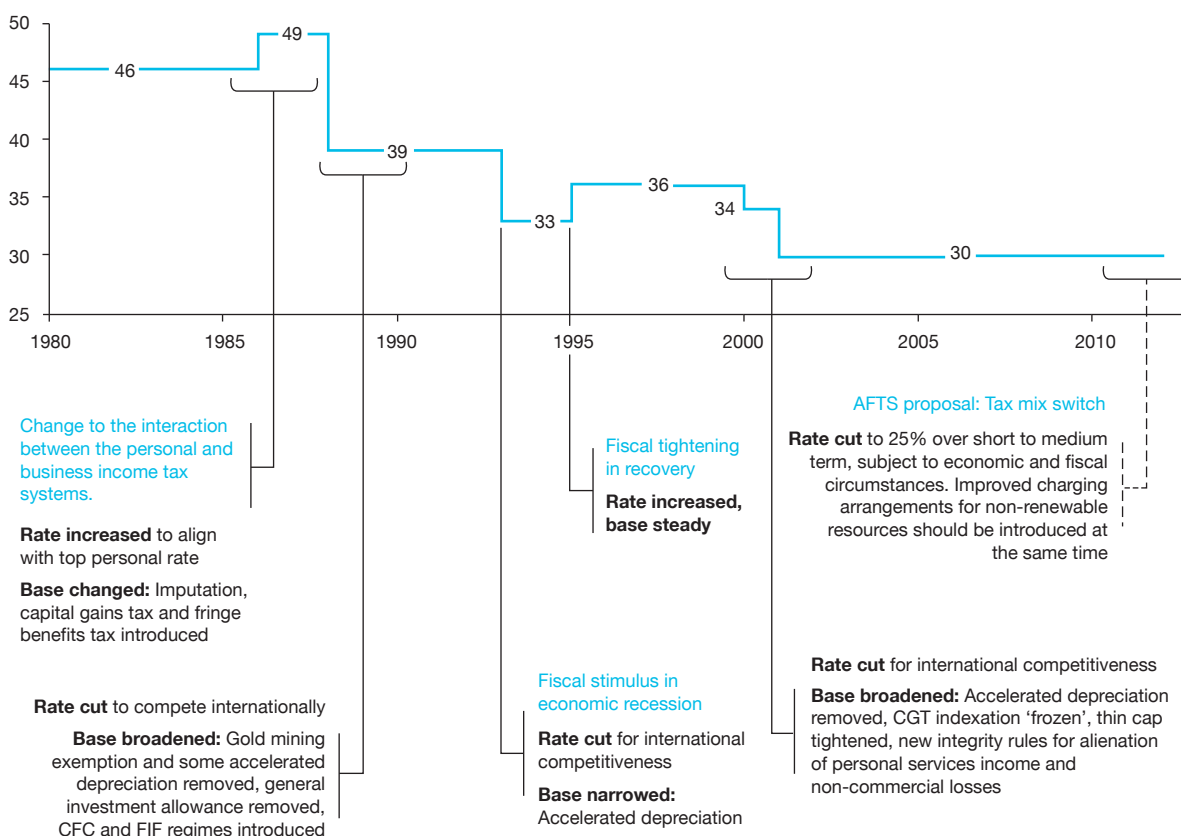 50
45
40
35
30
25
46
49
39
33
36
34
30
1980
1985
1990
1995
2000
2005
2010
Change to the interaction
between the personal and
business income tax
systems.
Rate increased to align
with top personal rate
Base changed: Imputation,
capital gains tax and fringe
benefits tax introduced
Rate cut to compete internationally
Base broadened: Gold mining
exemption and some accelerated
depreciation removed, general
investment allowance removed,
CFC and FIF regimes introduced
Fiscal stimulus in
economic recession
Rate cut for international
competitiveness
Base narrowed:
Accelerated depreciation
Fiscal tightening
in recovery
Rate increased,
base steady
Rate cut for international competitiveness
Base broadened: Accelerated depreciation
removed, CGT indexation ‘frozen’, thin cap
tightened, new integrity rules for alienation
of personal services income and
non-commercial losses
AFTS proposal: Tax mix switch
Rate cut to 25% over short to medium
term, subject to economic and fiscal
circumstances. Improved charging
arrangements for non-renewable
resources should be introduced at
the same time